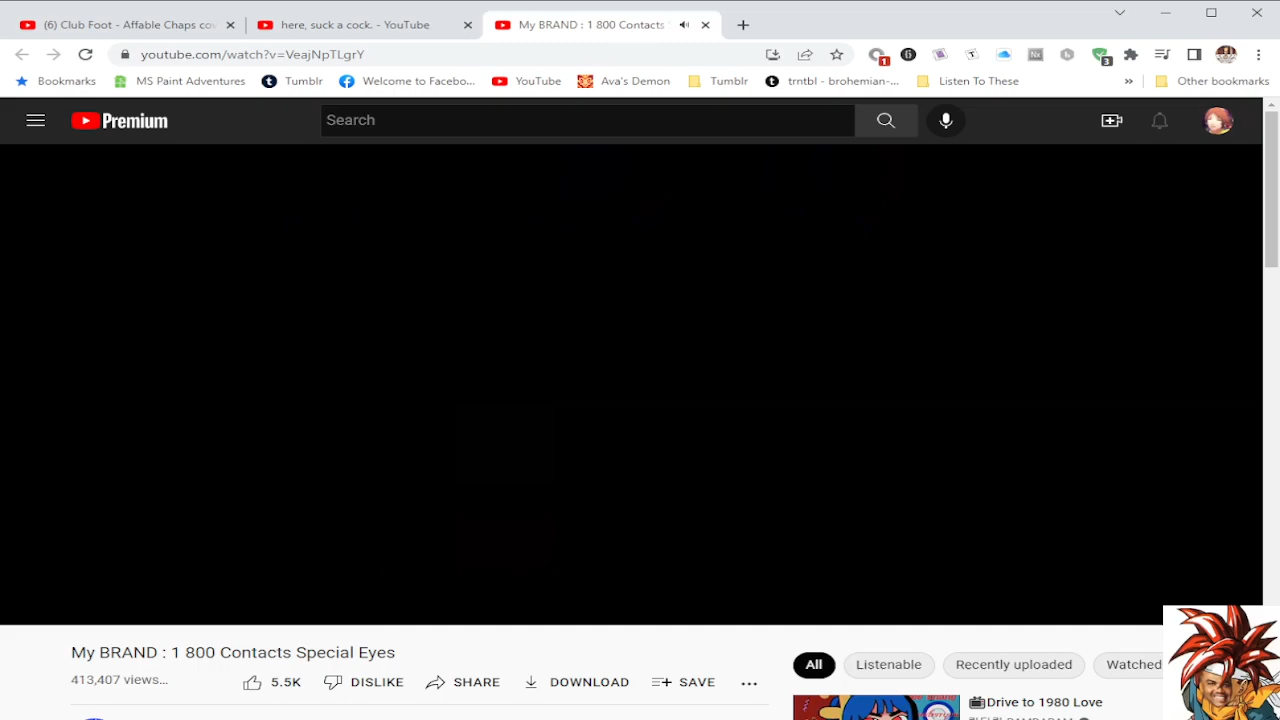 (6) Club Foot - Affable Chaps co
here, suck a cock. - YouTube
My BRAND : 1 800 Contacts
youtube.com/watch?v=VeajNpTLgrY
1
3
Bookmarks
MS Paint Adventures
Tumblr
Welcome to Facebo...
YouTube
Ava's Demon
Tumblr
trntbl - brohemian-...
Listen To These
»
Other bookmarks
Premium
Search
My BRAND : 1 800 Contacts Special Eyes
413,407 views...
5.5K
DISLIKE
SHARE
DOWNLOAD
SAVE
...
All
Listenable
Recently uploaded
Watched
Drive to 1980 Love